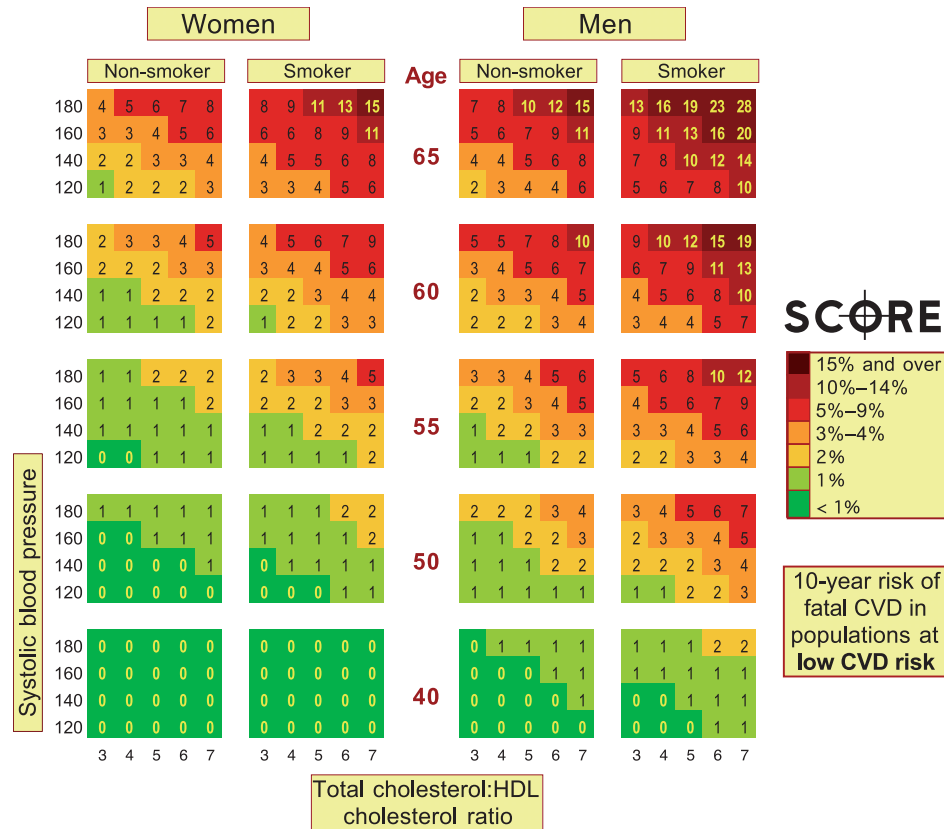 Women Men
Non-smoker Smoker Age Non-smoker Smoker
180 4 5 6 7 8 8 9 11 13 15 7 8 10 12 15 13 16 19 23 28
160 3 3 4 5 6 6 6 8 9 11 5 6 7 9 11 9 11 13 16 20
65
140 2 2 3 3 4 4 5 5 6 8 4 4 5 6 8 7 8 10 12 14
120 1 2 2 2 3 3 3 4 5 6 2 3 4 4 6 5 6 7 8 10
180 2 3 3 4 5 4 5 6 7 9 5 5 7 8 10 9 10 12 15 19
160 2 2 2 3 3 3 4 4 5 6 3 4 5 6 7 6 7 9 11 13
60
140 1 1 2 2 2 2 2 3 4 4 2 3 3 4 5 4 5 6 8 10
120 1 1 1 1 2 1 2 2 3 3 2 2 2 3 4 3 4 4 5 7
SCORE
180 1 1 2 2 2 2 3 3 4 5 3 3 4 5 6 5 6 8 10 12
160 1 1 1 1 2 2 2 2 3 3 2 2 3 4 5 4 5 6 7 9
55
140 1 1 1 1 1 1 1 2 2 2 1 2 2 3 3 3 3 4 5 6
120 0 0 1 1 1 1 1 1 1 2 1 1 1 2 2 2 2 3 3 4
15% and over
10%–14%
5%–9%
3%–4%
2%
1%
< 1%
180 1 1 1 1 1 1 1 1 2 2 2 2 2 3 4 3 4 5 6 7
160 0 0 1 1 1 1 1 1 1 2 1 1 2 2 3 2 3 3 4 5
50
140 0 0 0 0 1 0 1 1 1 1 1 1 1 2 2 2 2 2 3 4
120 0 0 0 0 0 0 0 0 1 1 1 1 1 1 1 1 1 2 2 3
10-year risk of
fatal CVD in
populations at
low CVD risk
180 0 0 0 0 0 0 0 0 0 0 0 1 1 1 1 1 1 1 2 2
160 0 0 0 0 0 0 0 0 0 0 0 0 0 1 1 1 1 1 1 1
40
140 0 0 0 0 0 0 0 0 0 0 0 0 0 0 1 0 0 1 1 1
120 0 0 0 0 0 0 0 0 0 0 0 0 0 0 0 0 0 0 1 1
3 4 5 6 7 3 4 5 6 7 3 4 5 6 7 3 4 5 6 7
Systolic blood pressure
Total cholesterol:HDL
cholesterol ratio